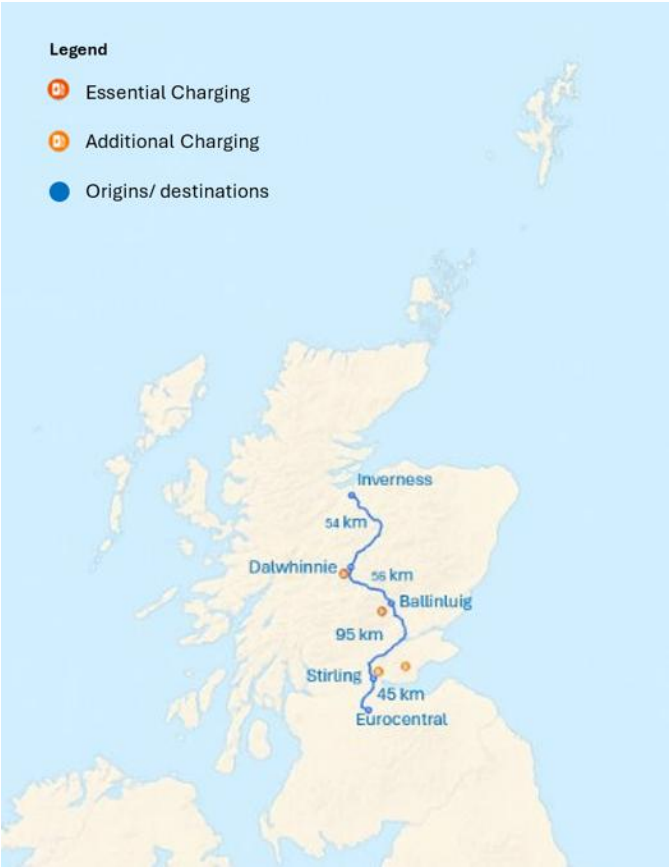 Legend
Essential Charging
Additional Charging
Origins/ destinations
Inverness
54 km
Dalwhinnie
56 km
Ballinluig
95 km
Stirling
45 km
Eurocentral